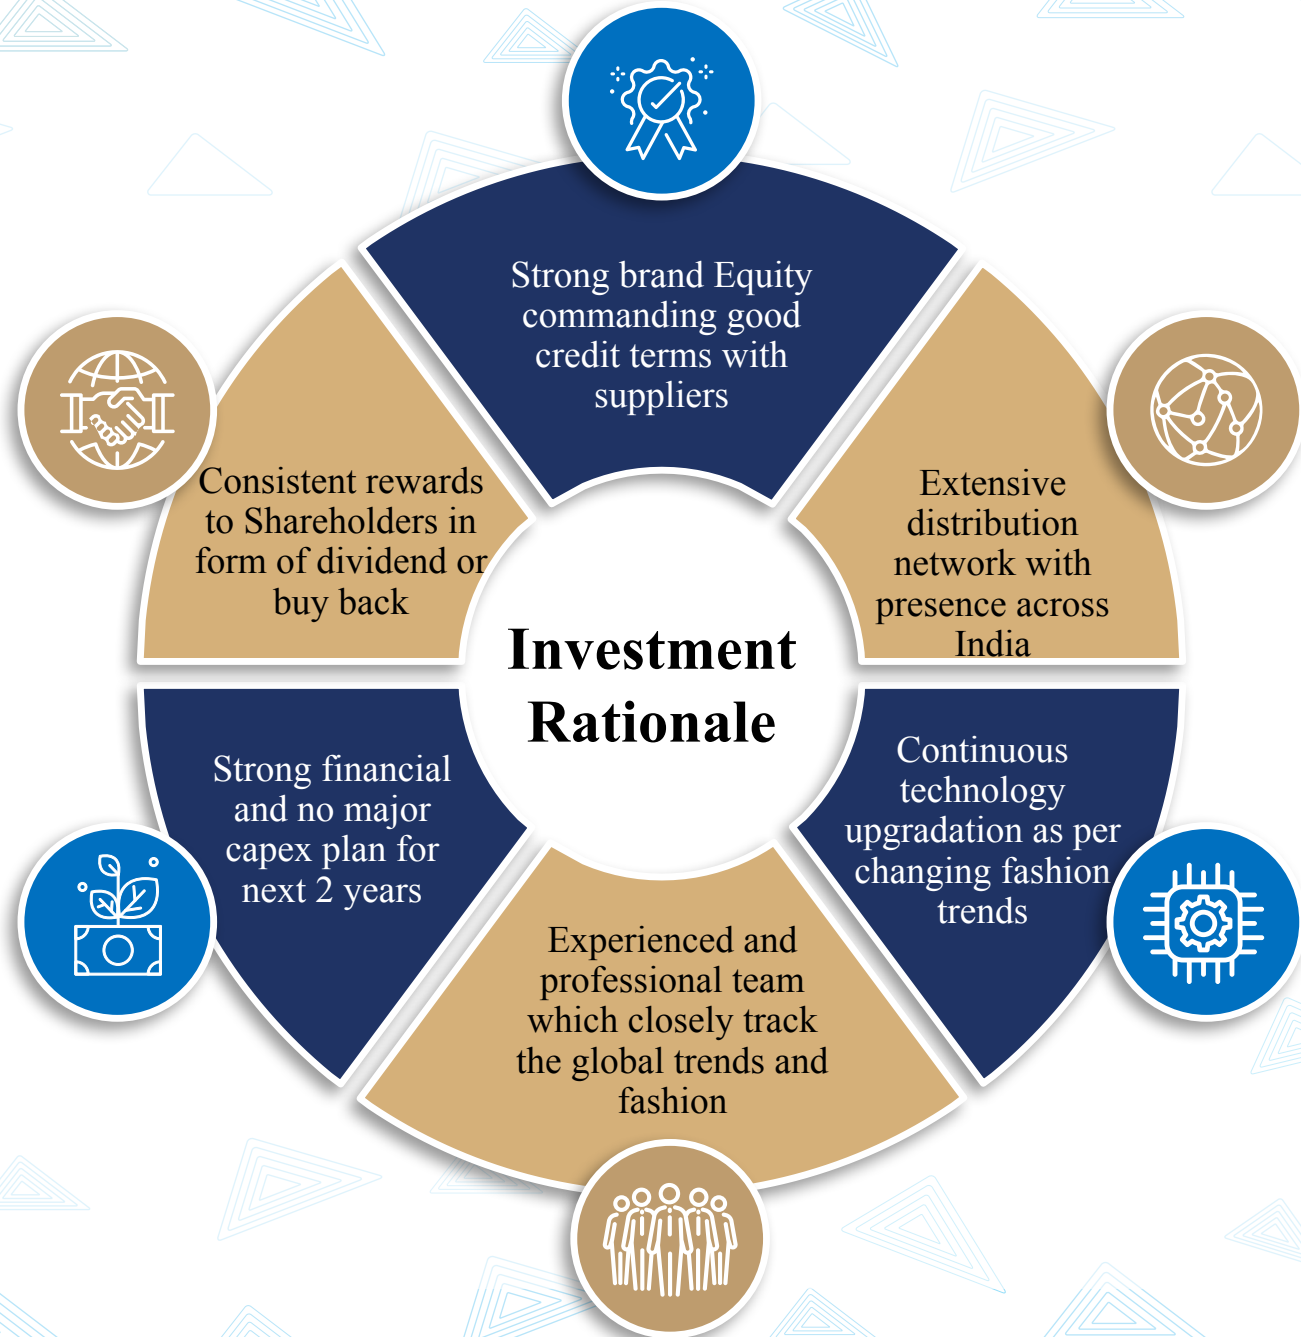 Strong brand Equity
commanding good
credit terms with
suppliers
Extensive
distribution
network with
presence across
India
Continuous
technology
upgradation as per
changing fashion
trends
Experienced and
professional team
which closely track
the global trends and
fashion
Strong financial
and no major
capex plan for
next 2 years
Consistent rewards
to Shareholders in
form of dividend or
buy back
Investment
Rationale